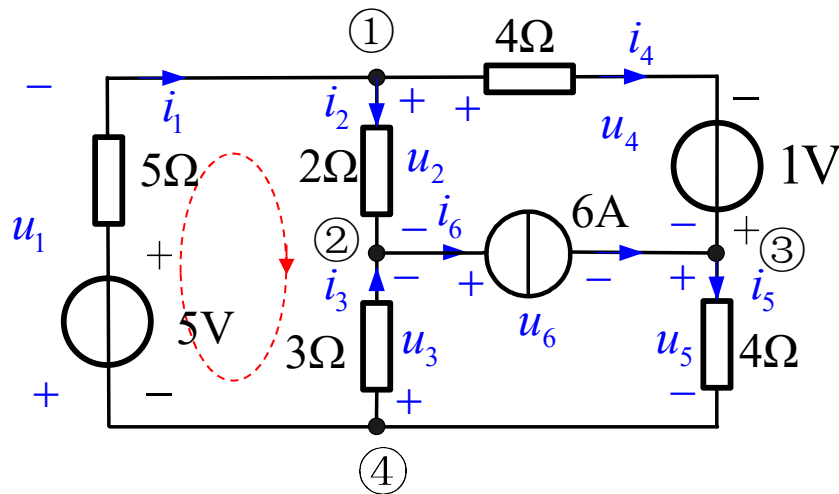 ① 4Ω i₄
− i₁ i₂ + + −
5Ω 2Ω u₂ u₄ 1V
u₁ + ② − i₆ 6A − + ③
i₃ − + − + i₅
5V 3Ω u₃ u₆ u₅ 4Ω
+ − + −
④